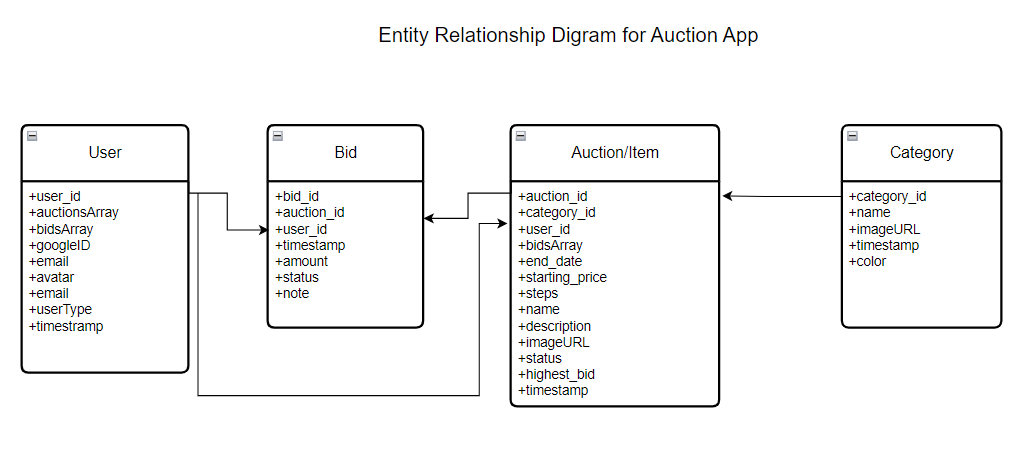 Entity Relationship Digram for Auction App
User
+user_id
+auctionsArray
+bidsArray
+googleID
+email
+avatar
+email
+userType
+timestramp
Bid
+bid_id
+auction_id
+user_id
+timestamp
+amount
+status
+note
Auction/Item
+auction_id
+category_id
+user_id
+bidsArray
+end_date
+starting_price
+steps
+name
+description
+imageURL
+status
+highest_bid
+timestamp
Category
+category_id
+name
+imageURL
+timestamp
+color